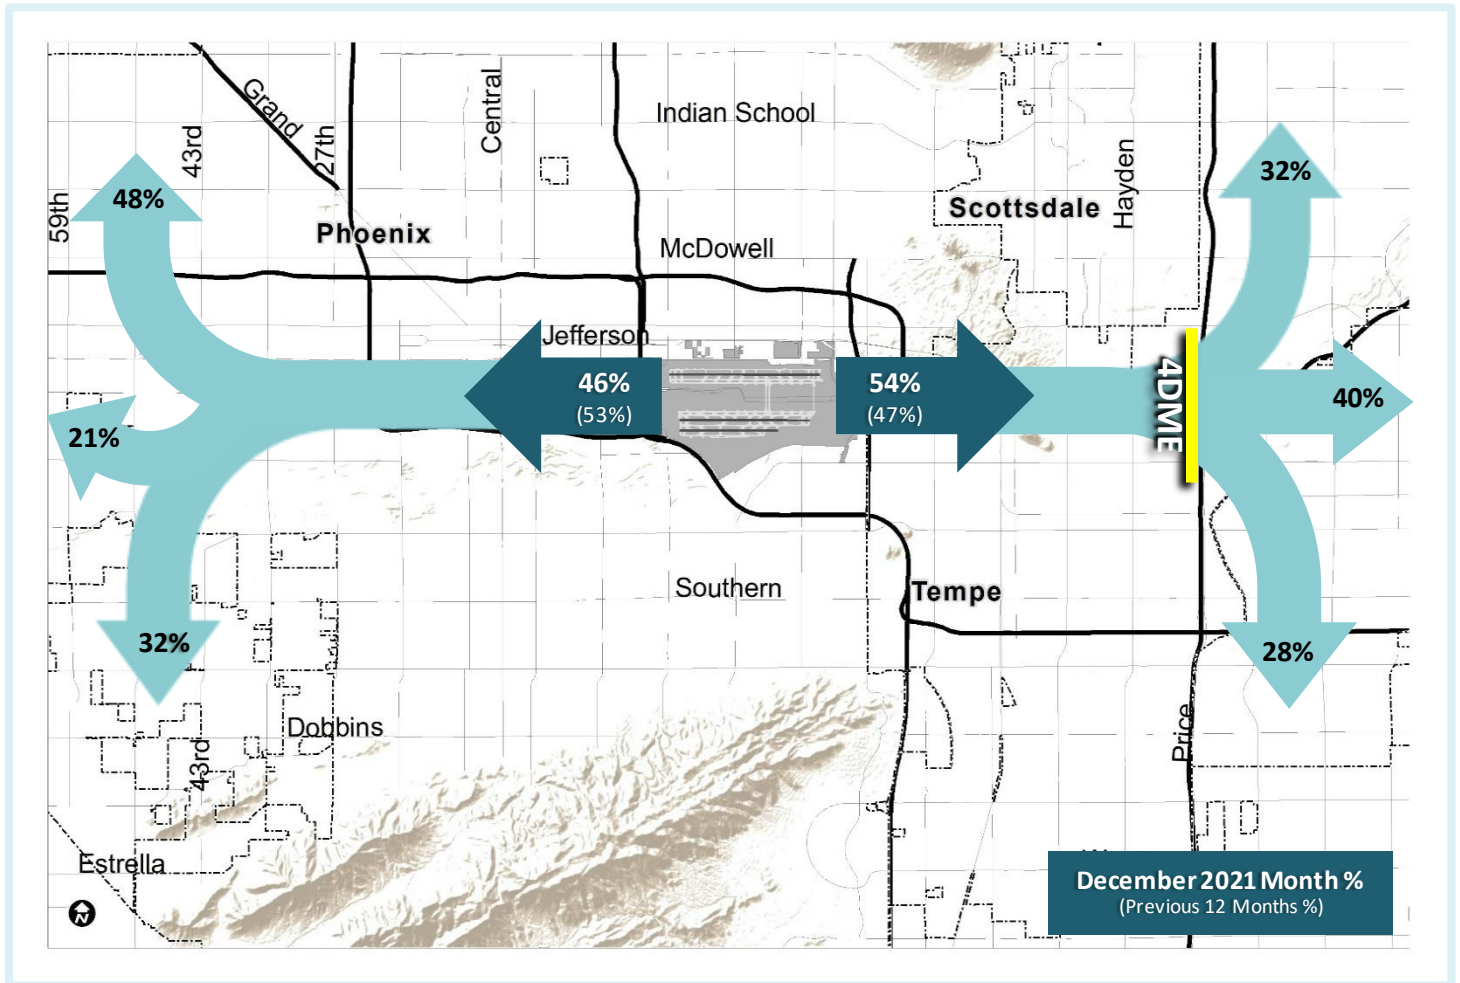 Grand
43rd
27th
Central
Indian School
Hayden
59th
48%
32%
Phoenix
Scottsdale
McDowell
Jefferson
46%
(53%)
54%
(47%)
4DME
40%
21%
Southern
Tempe
32%
28%
Dobbins
43rd
Price
Estrella
N
December 2021 Month %
(Previous 12 Months %)